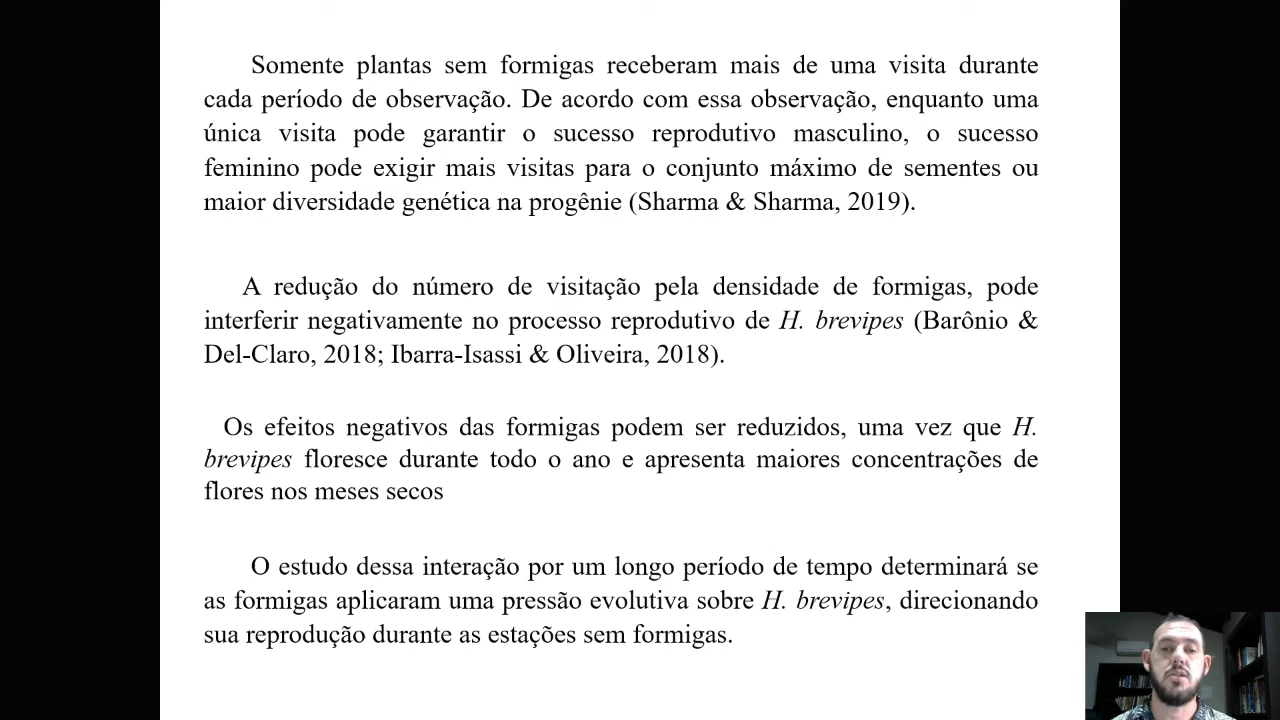 Somente plantas sem formigas receberam mais de uma visita durante
cada período de observação. De acordo com essa observação, enquanto uma
única visita pode garantir o sucesso reprodutivo masculino, o sucesso
feminino pode exigir mais visitas para o conjunto máximo de sementes ou
maior diversidade genética na progênie (Sharma & Sharma, 2019).
A redução do número de visitação pela densidade de formigas, pode
interferir negativamente no processo reprodutivo de H. brevipes (Barônio &
Del-Claro, 2018; Ibarra-Isassi & Oliveira, 2018).
Os efeitos negativos das formigas podem ser reduzidos, uma vez que H.
brevipes floresce durante todo o ano e apresenta maiores concentrações de
flores nos meses secos
O estudo dessa interação por um longo período de tempo determinará se
as formigas aplicaram uma pressão evolutiva sobre H. brevipes, direcionando
sua reprodução durante as estações sem formigas.